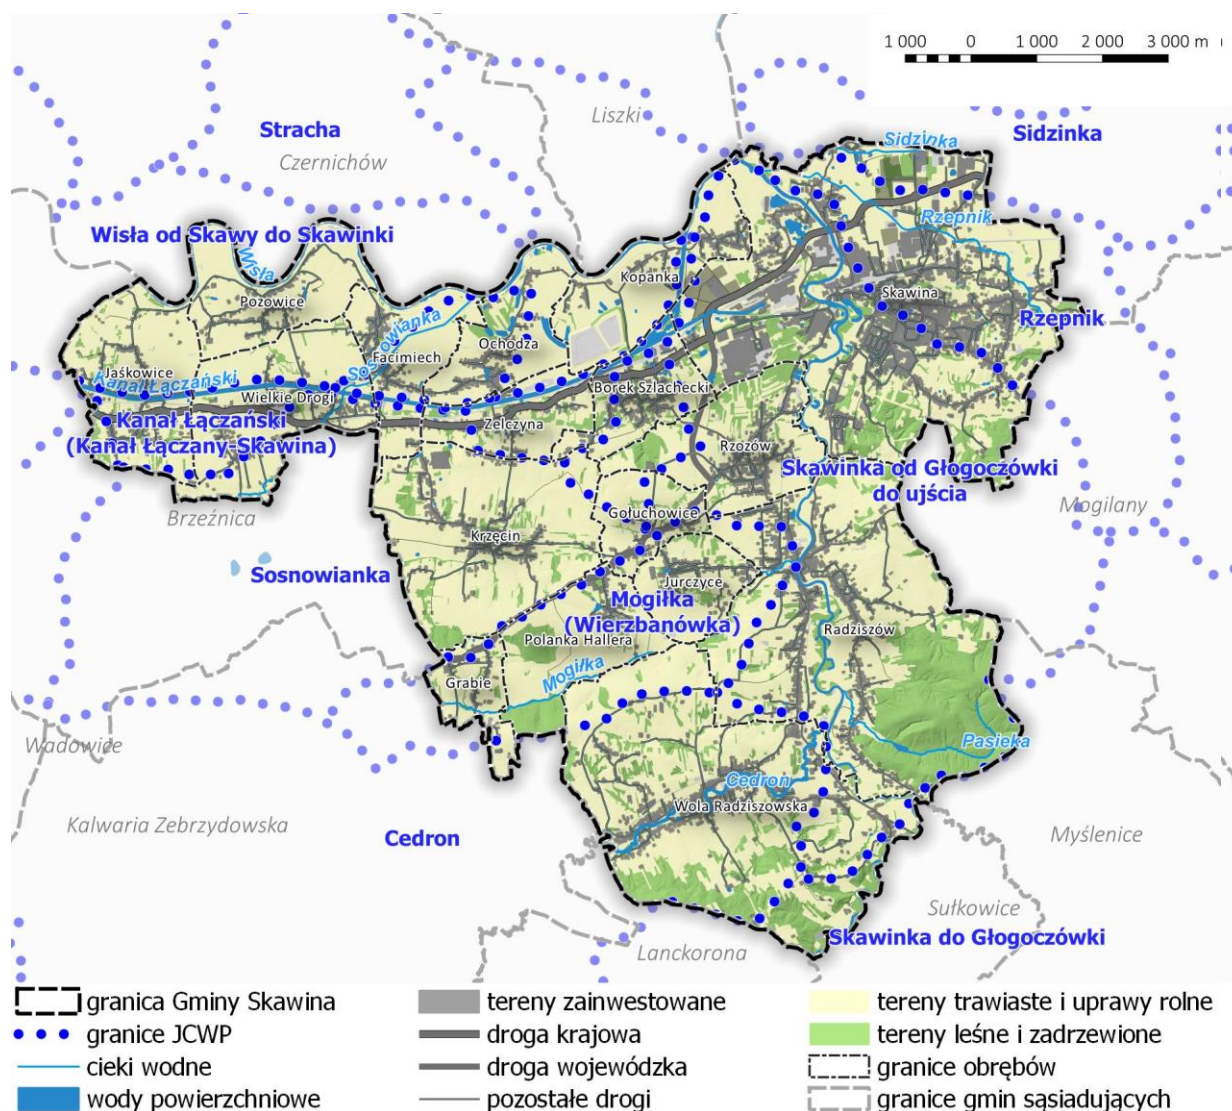 1 000 0 1 000 2 000 3 000 m
Liszki
Stracha
Czernichów
Sidzinka
Sidzinka
Rzepnik
Wisła od Skawy do Skawinki
Wisła
Kopanka
Pozowice
Skawina
Rzepnik
Sosnowianka
Ochodza
Facimiech
Jaśkowice
Kanał Łączański
Borek Szlachecki
Wielkie Drogi
Kanał Łączański
(Kanał Łączany-Skawina)
Zelczyna
Rzozów
Skawinka od Głogoczówki
do ujścia
Mogilany
Brzeźnica
Gołuchowice
Krzęcin
Sosnowianka
Jurczyce
Mogiłka
(Wierzbanówka)
Radziszów
Polanka Hallera
Mogiłka
Grabie
Wadowice
Pasieka
Cedron
Wola Radziszowska
Kalwaria Zebrzydowska
Cedron
Myślenice
Sułkowice
Skawinka do Głogoczówki
Lanckorona
granica Gminy Skawina
granice JCWP
cieki wodne
wody powierzchniowe
tereny zainwestowane
droga krajowa
droga wojewódzka
pozostałe drogi
tereny trawiaste i uprawy rolne
tereny leśne i zadrzewione
granice obrębów
granice gmin sąsiadujących